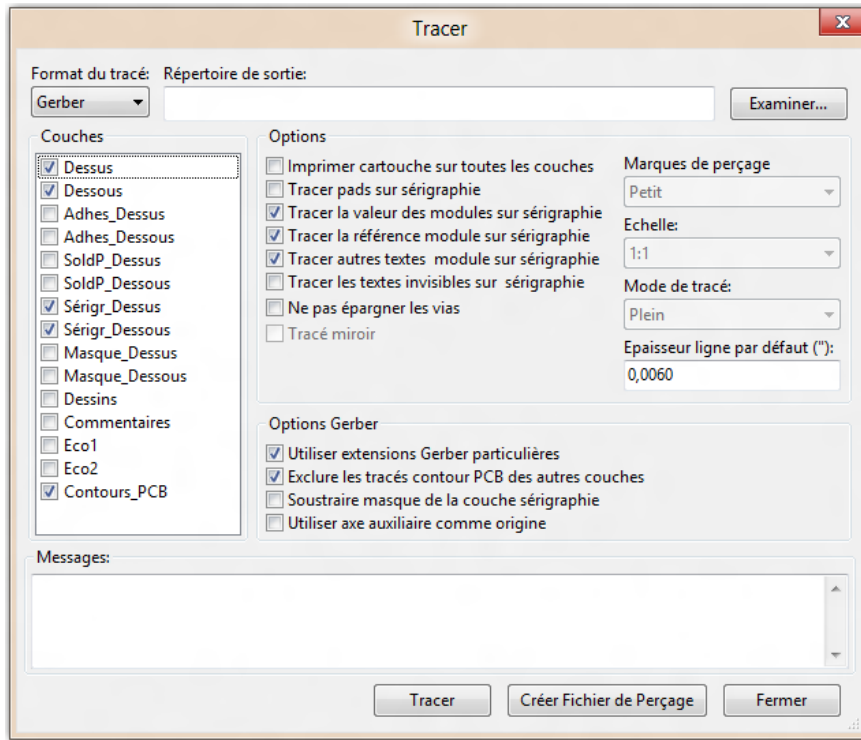 Tracer
x
Format du tracé: Répertoire de sortie:
Gerber
Examiner...
Couches
Dessus
Dessous
Adhes_Dessus
Adhes_Dessous
SoldP_Dessus
SoldP_Dessous
Sérigr_Dessus
Sérigr_Dessous
Masque_Dessus
Masque_Dessous
Dessins
Commentaires
Eco1
Eco2
Contours_PCB
Options
Imprimer cartouche sur toutes les couches
Tracer pads sur sérigraphie
Tracer la valeur des modules sur sérigraphie
Tracer la référence module sur sérigraphie
Tracer autres textes module sur sérigraphie
Tracer les textes invisibles sur sérigraphie
Ne pas épargner les vias
Tracé miroir
Marques de perçage
Petit
Echelle:
1:1
Mode de tracé:
Plein
Epaisseur ligne par défaut ("):
0,0060
Options Gerber
Utiliser extensions Gerber particulières
Exclure les tracés contour PCB des autres couches
Soustraire masque de la couche sérigraphie
Utiliser axe auxiliaire comme origine
Messages:
Tracer
Créer Fichier de Perçage
Fermer